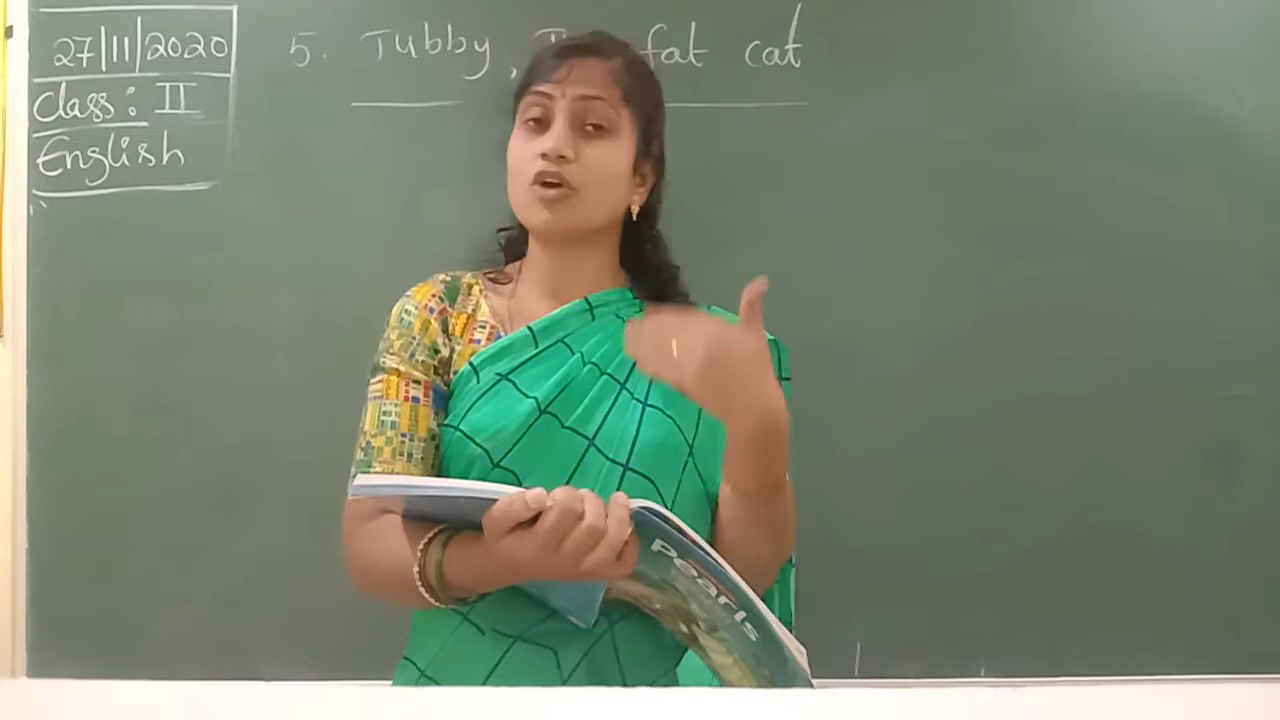 27/11/2020
Class: II
English
5. Tubby, fat cat
Pearls